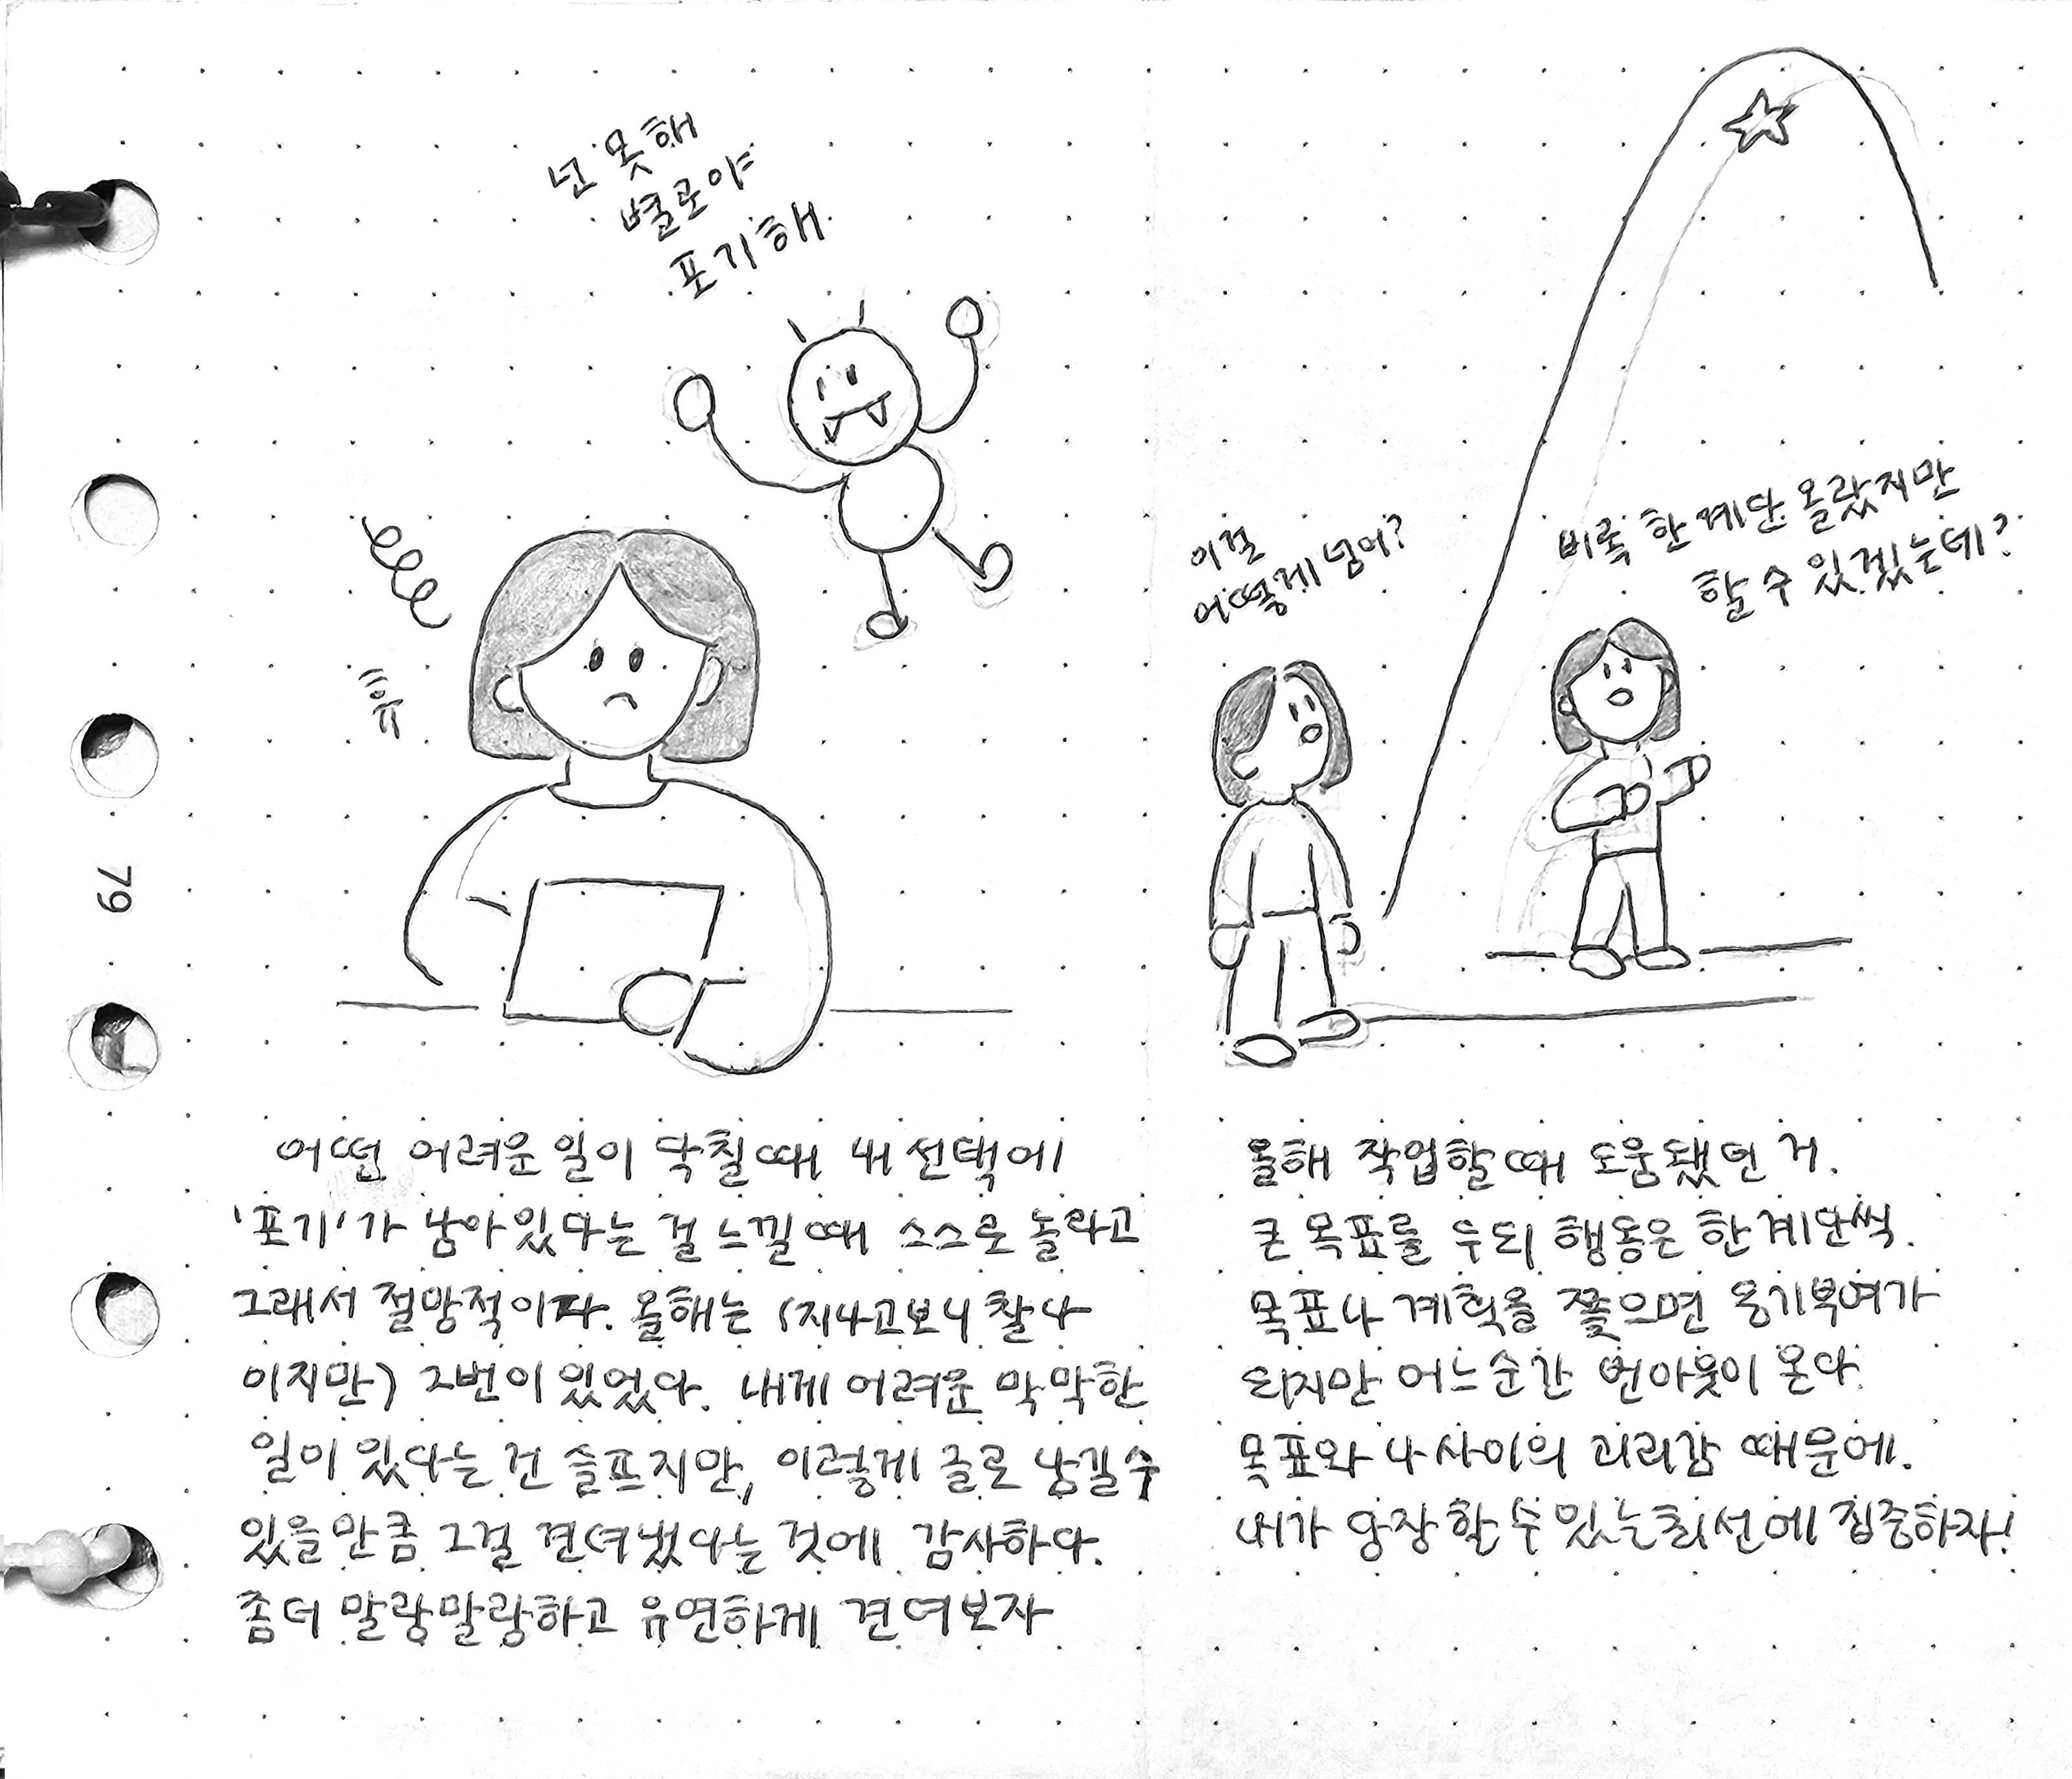 넌 못해
별로야
포기해
휴
79
어떤 어려운 일이 닥칠때 내 선택에
'포기'가 남아있다는 걸 느낄때 스스로 놀라고
그래서 절망적이다. 올해는 (지나고보니 찰나
이지만) 2번이 있었다. 내게 어려운 막막한
일이 있다는 건 슬프지만, 이렇게 글로 남길수
있을만큼 그걸 견뎌냈다는 것에 감사하다.
좀더 말랑말랑하고 유연하게 견뎌보자
이걸
어떻게 넘어?
비록 한 계단 올랐지만
할 수 있겠는데?
올해 작업할때 도움됐던 거.
큰 목표를 두되 행동은 한계단씩.
목표나 계획을 쫓으면 동기부여가
되지만 어느순간 번아웃이 온다.
목표와 나 사이의 괴리감 때문에.
내가 당장 할 수 있는 최선에 집중하자!